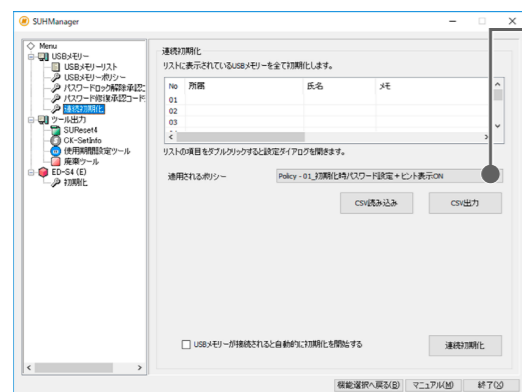 SUHManager
Menu
USBメモリー
USBメモリーリスト
USBメモリーポリシー
パスワードロック解除承認コ
パスワード修復承認コード
連続初期化
ツール出力
SUReset4
CK-SetInfo
使用期間設定ツール
廃棄ツール
ED-S4 (E)
初期化
連続初期化
リストに表示されているUSBメモリーを全て初期化します。
No 所属 氏名 メモ
01
02
03
リストの項目をダブルクリックすると設定ダイアログを開きます。
適用されるポリシー Policy - 01_初期化時パスワード設定+ヒント表示ON
CSV読み込み CSV出力
USBメモリーが接続されると自動的に初期化を開始する 連続初期化
機能選択へ戻る(B) マニュアル(M) 終了(X)